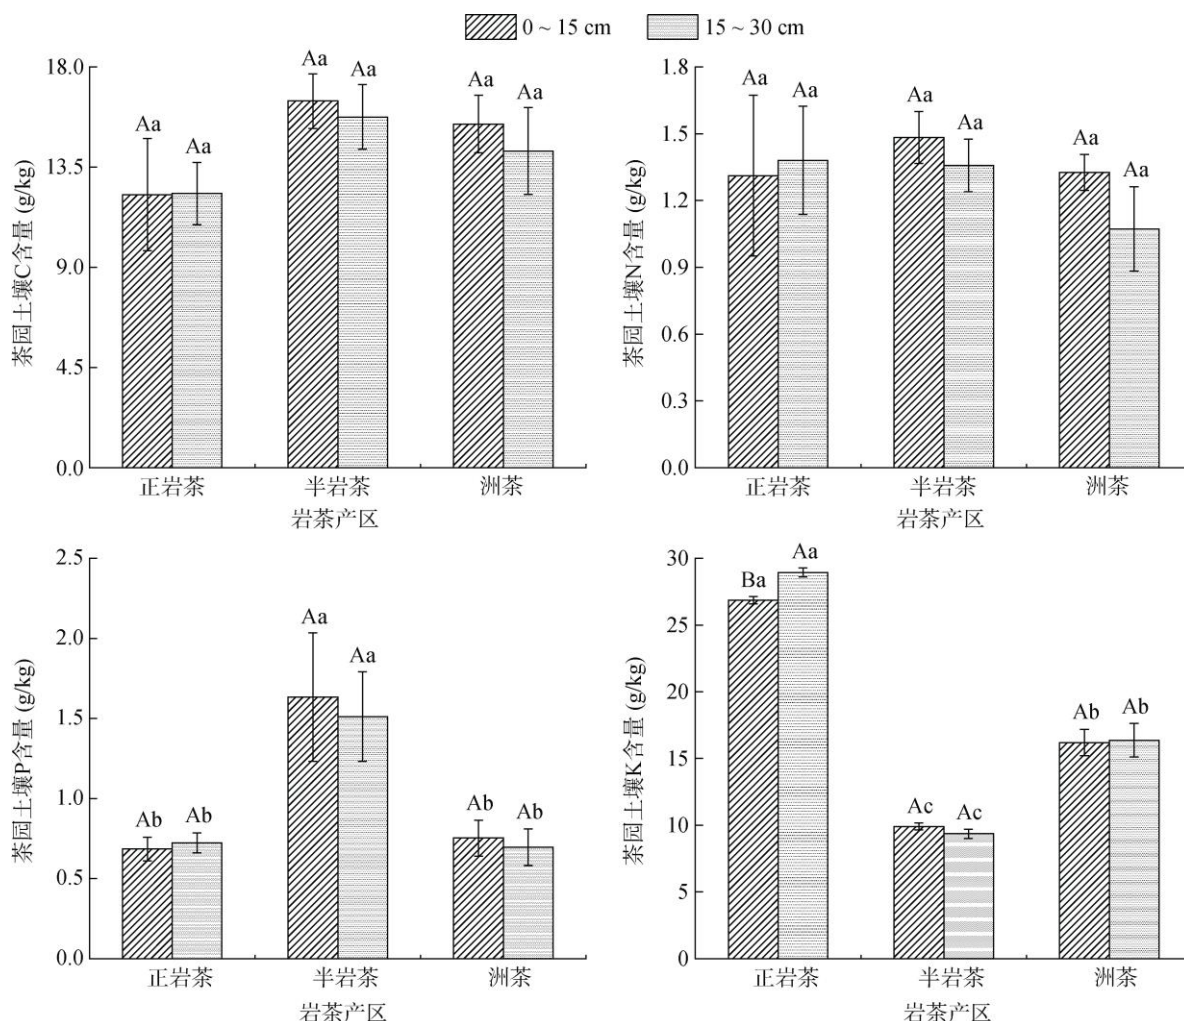 0 ~ 15 cm 15 ~ 30 cm
茶园土壤C含量 (g/kg)
18.0
13.5
9.0
4.5
0.0
Aa Aa Aa Aa Aa Aa
正岩茶 半岩茶 洲茶
岩茶产区
茶园土壤N含量 (g/kg)
1.8
1.5
1.2
0.9
0.6
0.3
0.0
Aa Aa Aa Aa Aa Aa
正岩茶 半岩茶 洲茶
岩茶产区
茶园土壤P含量 (g/kg)
2.5
2.0
1.5
1.0
0.5
0.0
Ab Ab Aa Aa Ab Ab
正岩茶 半岩茶 洲茶
岩茶产区
茶园土壤K含量 (g/kg)
30
25
20
15
10
5
0
Ba Aa Ac Ac Ab Ab
正岩茶 半岩茶 洲茶
岩茶产区